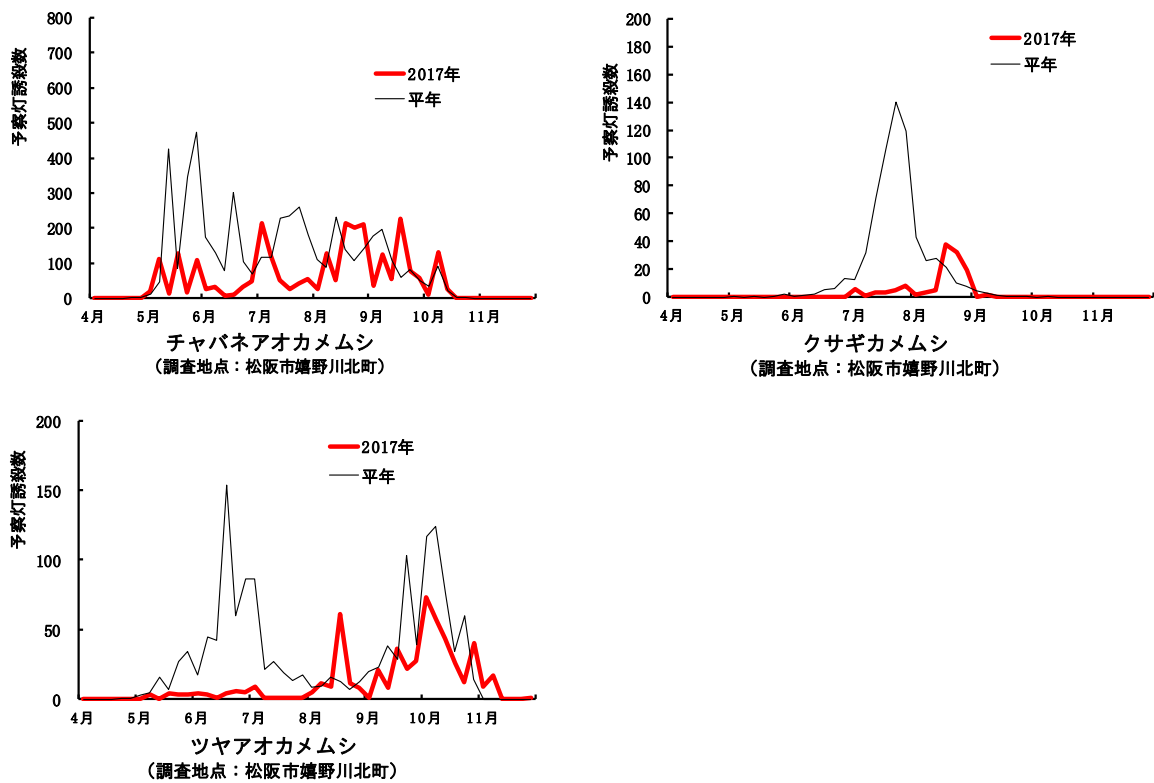 予察灯誘殺数
800
700
600
500
400
300
200
100
0
2017年
平年
4月 5月 6月 7月 8月 9月 10月 11月
チャバネアオカメムシ
（調査地点：松阪市嬉野川北町）
予察灯誘殺数
200
180
160
140
120
100
80
60
40
20
0
2017年
平年
4月 5月 6月 7月 8月 9月 10月 11月
クサギカメムシ
（調査地点：松阪市嬉野川北町）
予察灯誘殺数
200
150
100
50
0
2017年
平年
4月 5月 6月 7月 8月 9月 10月 11月
ツヤアオカメムシ
（調査地点：松阪市嬉野川北町）